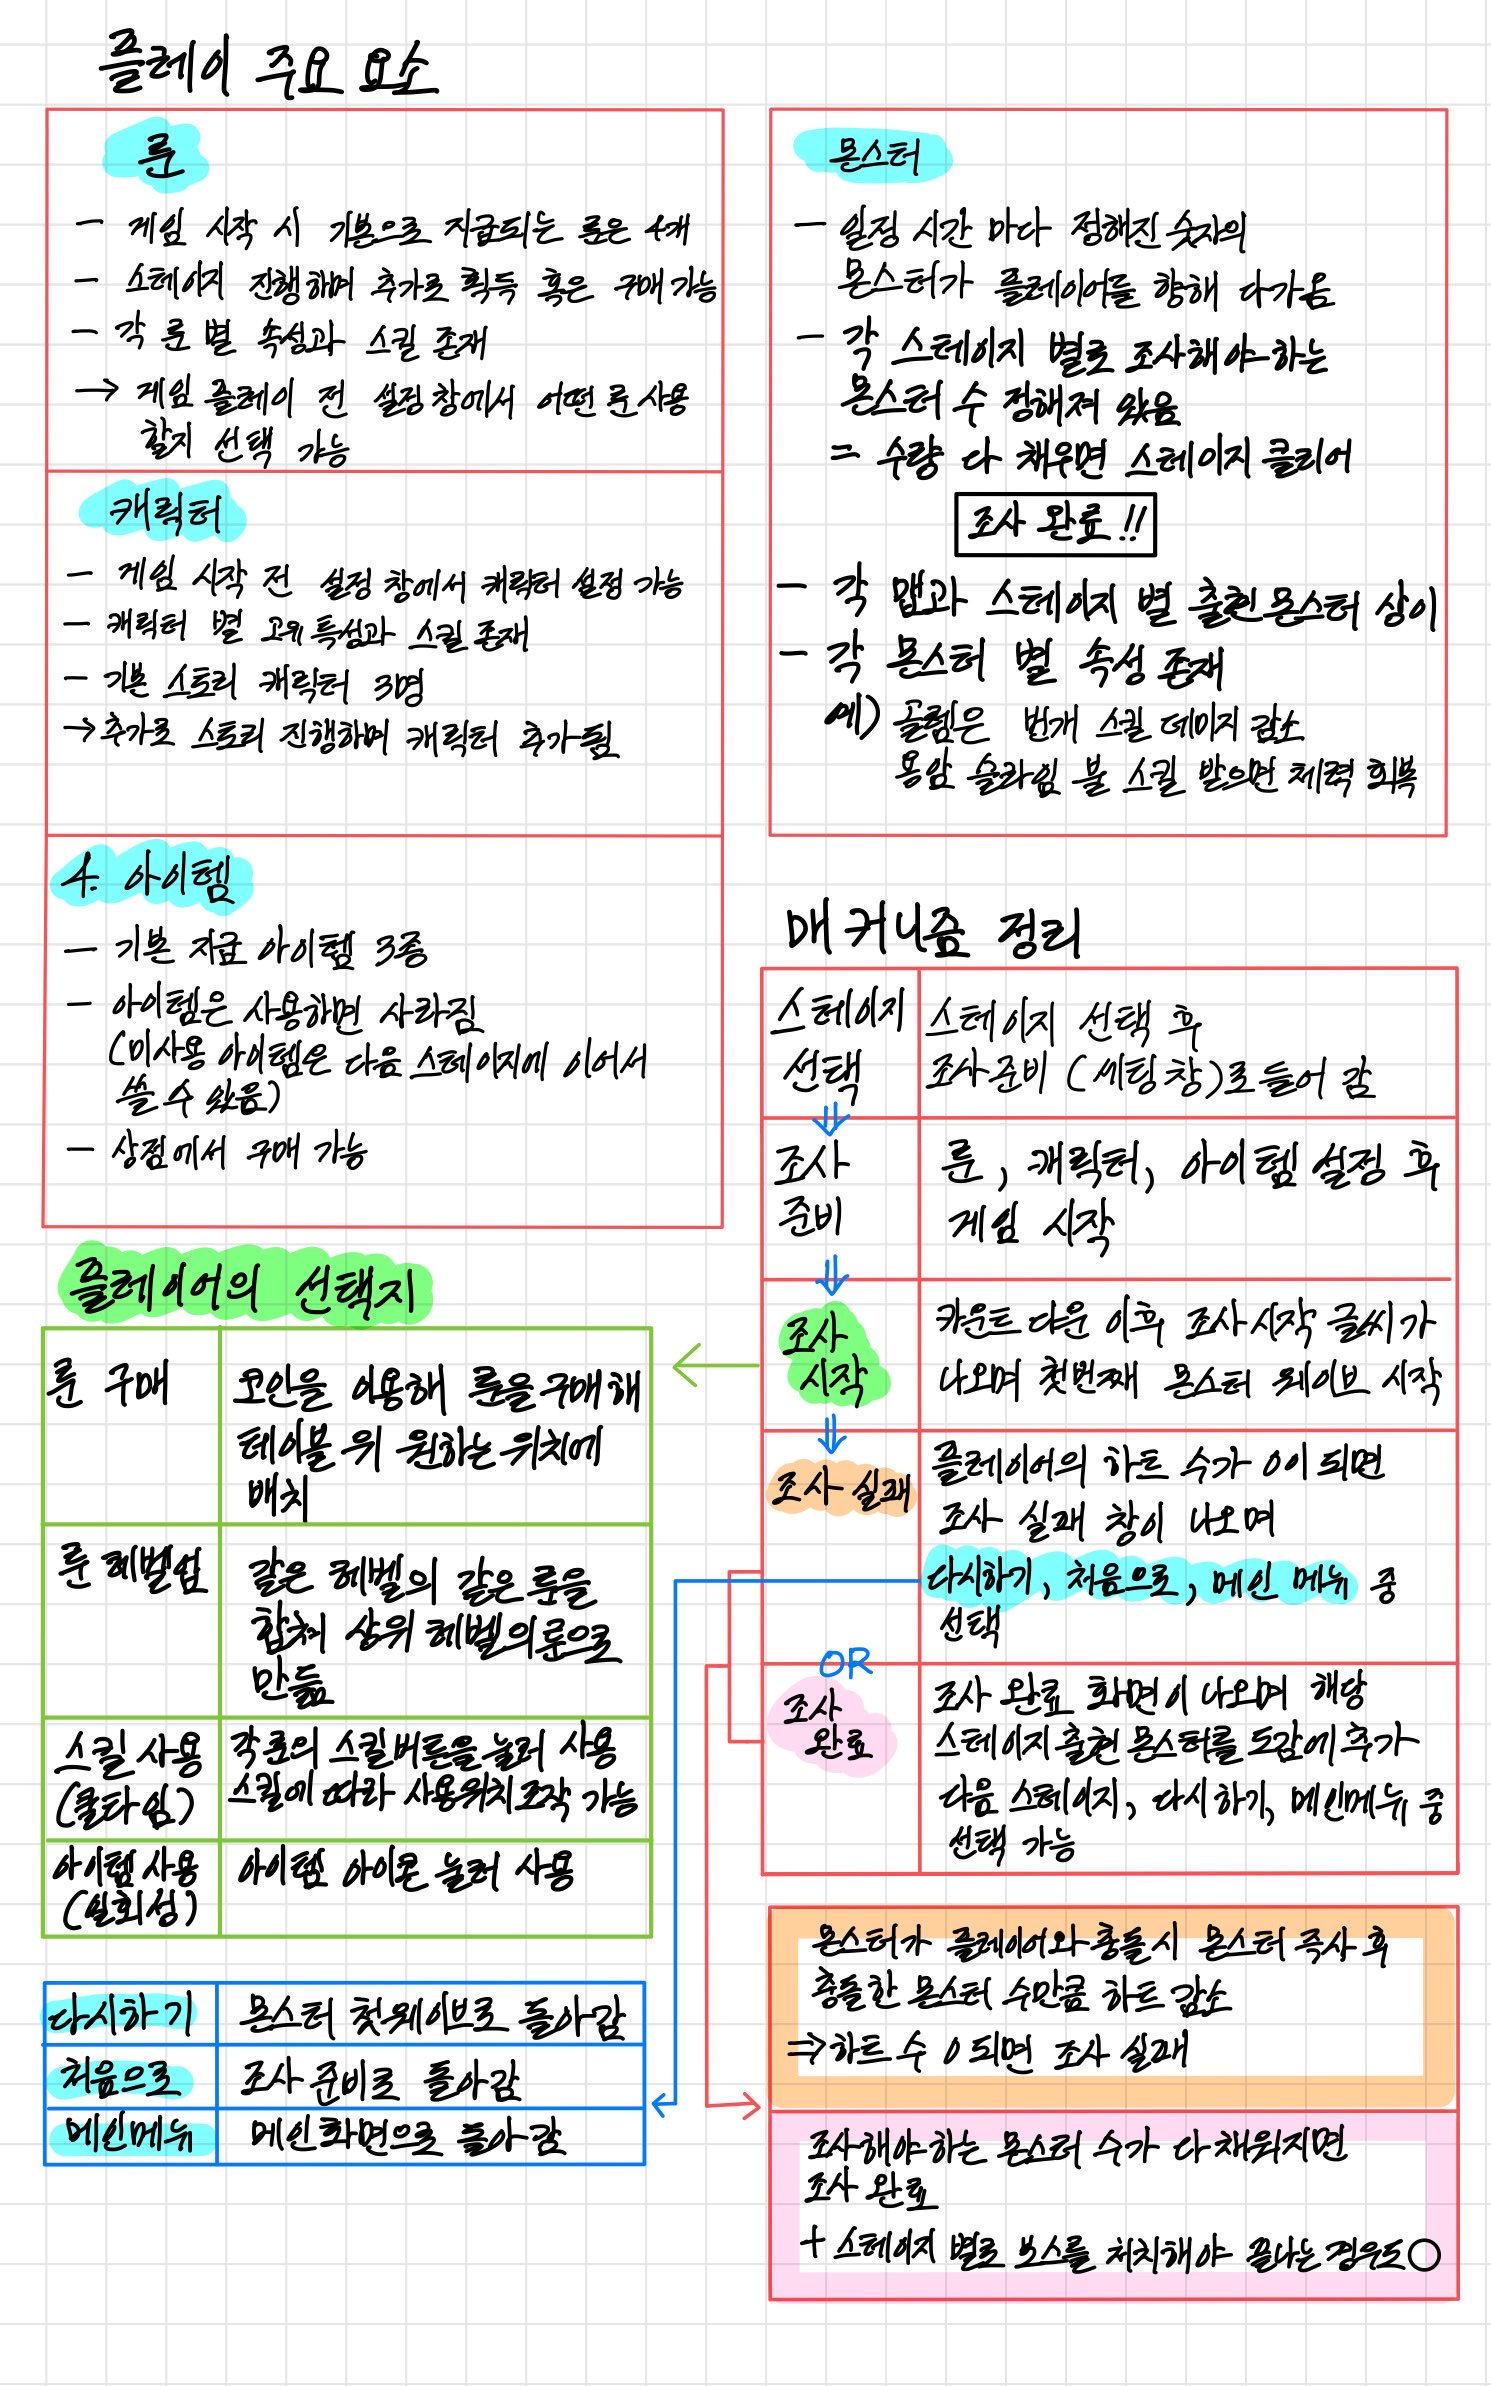 플레이 주요 요소
룬
- 게임 시작 시 기본으로 지급되는 룬은 4개
- 스테이지 진행하며 추가로 획득 혹은 구매 가능
- 각 룬 별 속성과 스킬 존재
→ 게임 플레이 전 설정 창에서 어떤 룬 사용
할지 선택 가능
캐릭터
- 게임 시작 전 설정 창에서 캐릭터 설정 가능
- 캐릭터 별 고유 특성과 스킬 존재
- 기본 스토리 캐릭터 3명
→ 추가로 스토리 진행하며 캐릭터 추가 됨
4. 아이템
- 기본 지급 아이템 3종
- 아이템은 사용하면 사라짐
(미사용 아이템은 다음 스테이지에 이어서
쓸 수 있음)
- 상점에서 구매 가능
몬스터
- 일정 시간 마다 정해진 숫자의
몬스터가 플레이어를 향해 다가옴
- 각 스테이지 별로 조사해야 하는
몬스터 수 정해져 있음
= 수량 다 채우면 스테이지 클리어
조사 완료!!
- 각 맵과 스테이지 별 출현 몬스터 상이
- 각 몬스터 별 속성 존재
예) 골렘은 번개 스킬 데미지 감소
용암 슬라임 불 스킬 받으면 체력 회복
매커니즘 정리
스테이지
선택
스테이지 선택 후
조사준비 (세팅창)로 들어 감
⇓
조사
준비
룬, 캐릭터, 아이템 설정 후
게임 시작
⇓
조사
시작
카운트 다운 이후 조사 시작 글씨가
나오며 첫번째 몬스터 웨이브 시작
⇓
조사 실패
플레이어의 하트 수가 0이 되면
조사 실패 창이 나오며
다시하기, 처음으로, 메인 메뉴 중
선택
OR
조사
완료
조사 완료 화면이 나오며 해당
스테이지 출현 몬스터를 도감에 추가
다음 스테이지, 다시하기, 메인메뉴 중
선택 가능
플레이어의 선택지
룬 구매
코인을 이용해 룬을 구매해
테이블 위 원하는 위치에
배치
룬 레벨업
같은 레벨의 같은 룬을
합쳐 상위 레벨의 룬으로
만듦
스킬 사용
(쿨타임)
각 룬의 스킬버튼을 눌러 사용
스킬에 따라 사용위치 조작 가능
아이템 사용
(일회성)
아이템 아이콘 눌러 사용
다시하기
몬스터 첫 웨이브로 돌아감
처음으로
조사 준비로 돌아감
메인메뉴
메인화면으로 돌아감
몬스터가 플레이어와 충돌 시 몬스터 즉사 후
충돌한 몬스터 수만큼 하트 감소
⇒ 하트 수 0 되면 조사 실패
조사해야 하는 몬스터 수가 다 채워지면
조사 완료
+ 스테이지 별로 보스를 처치해야 끝나는 경우도 ○